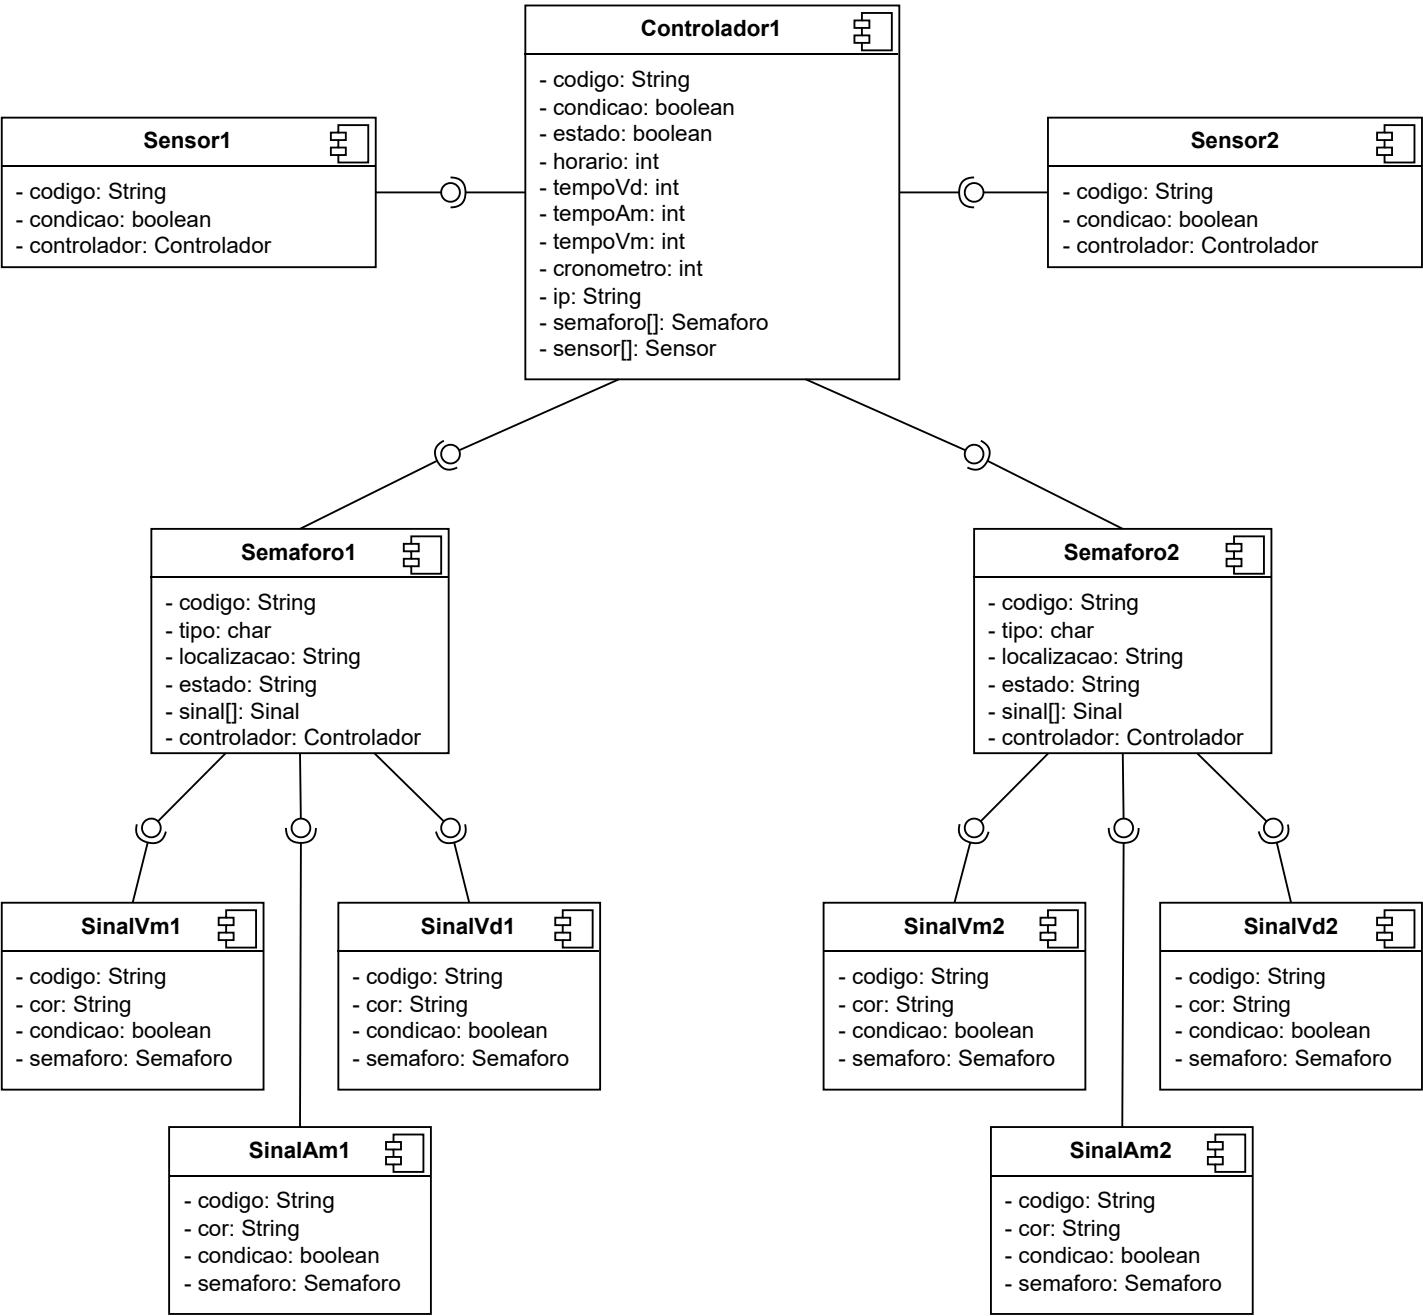 Controlador1
- codigo: String
- condicao: boolean
- estado: boolean
- horario: int
- tempoVd: int
- tempoAm: int
- tempoVm: int
- cronometro: int
- ip: String
- semaforo[]: Semaforo
- sensor[]: Sensor
Sensor1
- codigo: String
- condicao: boolean
- controlador: Controlador
Sensor2
- codigo: String
- condicao: boolean
- controlador: Controlador
Semaforo1
- codigo: String
- tipo: char
- localizacao: String
- estado: String
- sinal[]: Sinal
- controlador: Controlador
Semaforo2
- codigo: String
- tipo: char
- localizacao: String
- estado: String
- sinal[]: Sinal
- controlador: Controlador
SinalVm1
- codigo: String
- cor: String
- condicao: boolean
- semaforo: Semaforo
SinalVd1
- codigo: String
- cor: String
- condicao: boolean
- semaforo: Semaforo
SinalVm2
- codigo: String
- cor: String
- condicao: boolean
- semaforo: Semaforo
SinalVd2
- codigo: String
- cor: String
- condicao: boolean
- semaforo: Semaforo
SinalAm1
- codigo: String
- cor: String
- condicao: boolean
- semaforo: Semaforo
SinalAm2
- codigo: String
- cor: String
- condicao: boolean
- semaforo: Semaforo